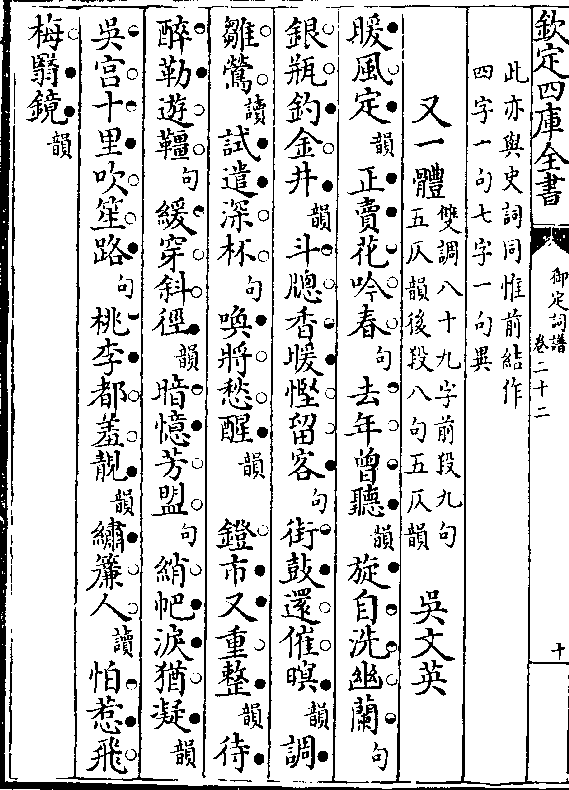 欽定四庫全書
御定詞譜
卷二十二
十
此亦與史詞同惟前結作
四字一句七字一句異
又一體 雙調八十九字前段九句
五仄韻後段八句五仄韻 吳文英
暖風定韻正賣花吟春句去年曾聽韻旋自洗幽蘭句
銀瓶釣金井韻斗牕香暖慳留客句街鼓還催暝韻調
雛鶯讀試遣深杯句喚將愁醒韻 鐙市又重整韻待
醉勒遊韁句緩穿斜徑韻暗憶芳盟句綃帊淚猶凝韻
吳宮十里吹笙路句桃李都羞靚韻繡簾人讀怕惹飛
梅翳鏡韻